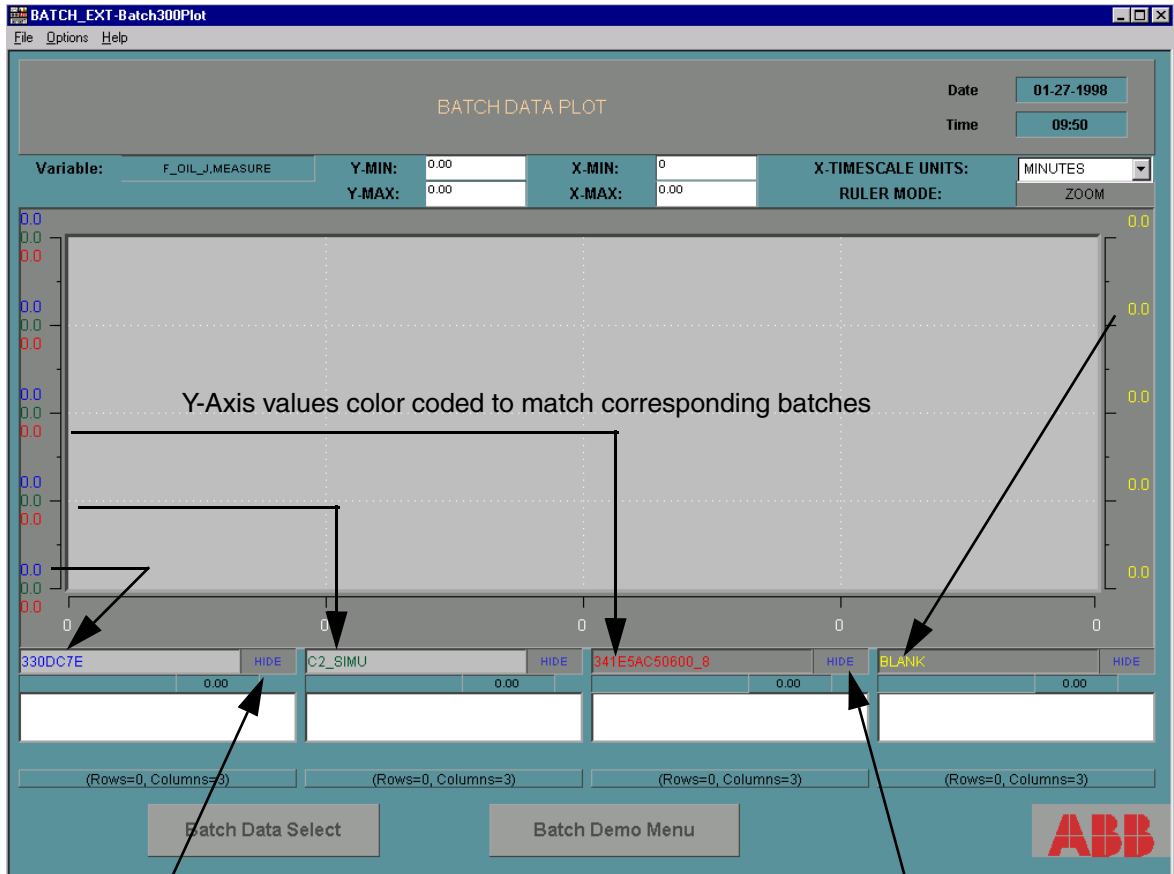 BATCH_EXT-Batch300Plot
File Options Help
BATCH DATA PLOT
Date 01-27-1998
Time 09:50
Variable: F_OIL_J,MEASURE Y-MIN: 0.00 X-MIN: 0 X-TIMESCALE UNITS: MINUTES
Y-MAX: 0.00 X-MAX: 0.00 RULER MODE: ZOOM
0.0 0.0
0.0
0.0
0.0 0.0
0.0
0.0
0.0 0.0
Y-Axis values color coded to match corresponding batches
0.0
0.0
0.0 0.0
0.0
0.0
0.0 0.0
0.0
0.0
0 0 0 0 0
330DC7E HIDE C2_SIMU HIDE 341E5AC50600_8 HIDE BLANK HIDE
0.00 0.00 0.00 0.00
(Rows=0, Columns=3) (Rows=0, Columns=3) (Rows=0, Columns=3) (Rows=0, Columns=3)
Batch Data Select Batch Demo Menu ABB